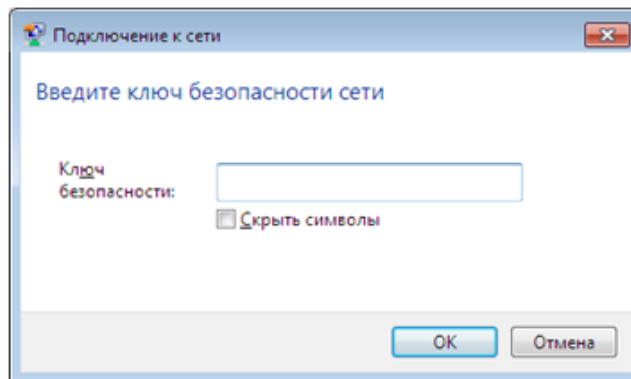 Подключение к сети
Введите ключ безопасности сети
Ключ
безопасности:
Скрыть символы
OK
Отмена